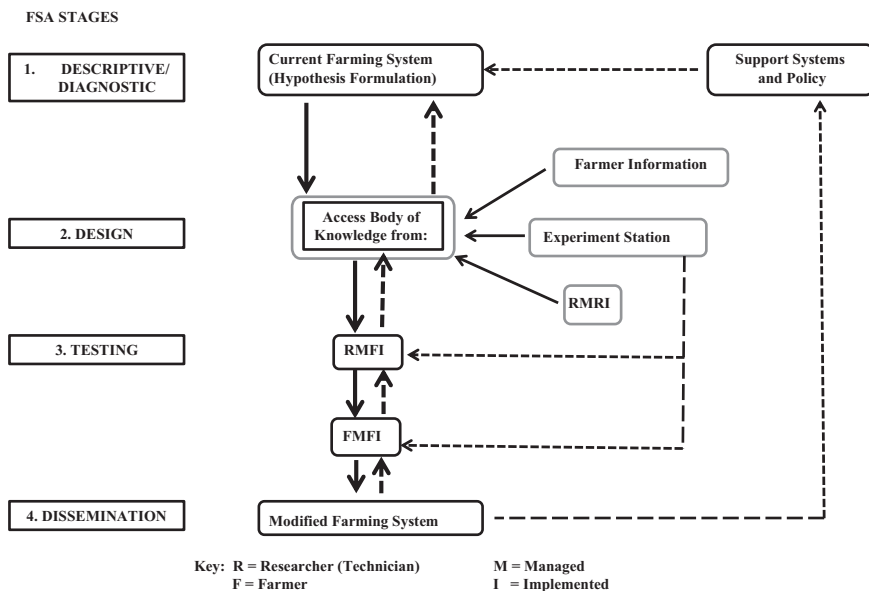 FSA STAGES
1. DESCRIPTIVE/
DIAGNOSTIC
Current Farming System
(Hypothesis Formulation)
Support Systems
and Policy
Farmer Information
2. DESIGN
Access Body of
Knowledge from:
Experiment Station
RMRI
3. TESTING
RMFI
FMFI
4. DISSEMINATION
Modified Farming System
Key: R = Researcher (Technician) M = Managed
F = Farmer I = Implemented